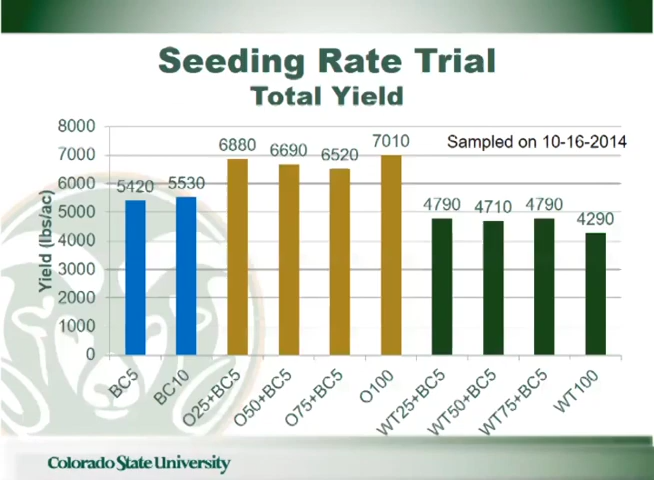 Seeding Rate Trial
Total Yield
Sampled on 10-16-2014
Yield (lbs/ac)
8000
7000
6000
5000
4000
3000
2000
1000
0
5420
5530
6880
6690
6520
7010
4790
4710
4790
4290
BC5
BC10
O25+BC5
O50+BC5
O75+BC5
O100
WT25+BC5
WT50+BC5
WT75+BC5
WT100
Colorado State University